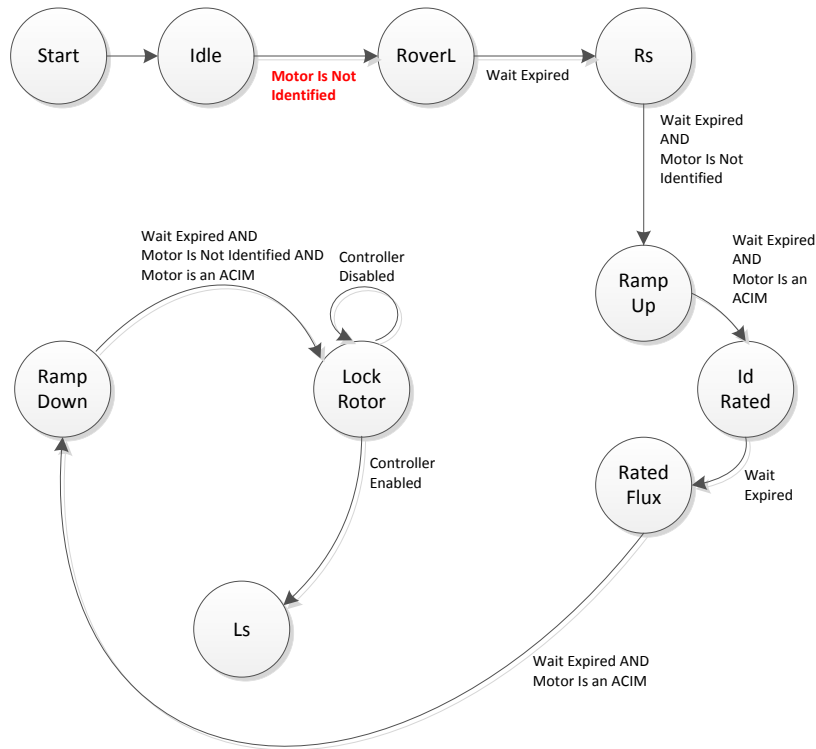 Start
Idle
RoverL
Rs
Motor Is Not
Identified
Wait Expired
Wait Expired
AND
Motor Is Not
Identified
Wait Expired AND
Motor Is Not Identified AND
Motor is an ACIM
Controller
Disabled
Ramp
Up
Wait Expired
AND
Motor Is an
ACIM
Ramp
Down
Lock
Rotor
Id
Rated
Controller
Enabled
Rated
Flux
Wait
Expired
Ls
Wait Expired AND
Motor Is an ACIM